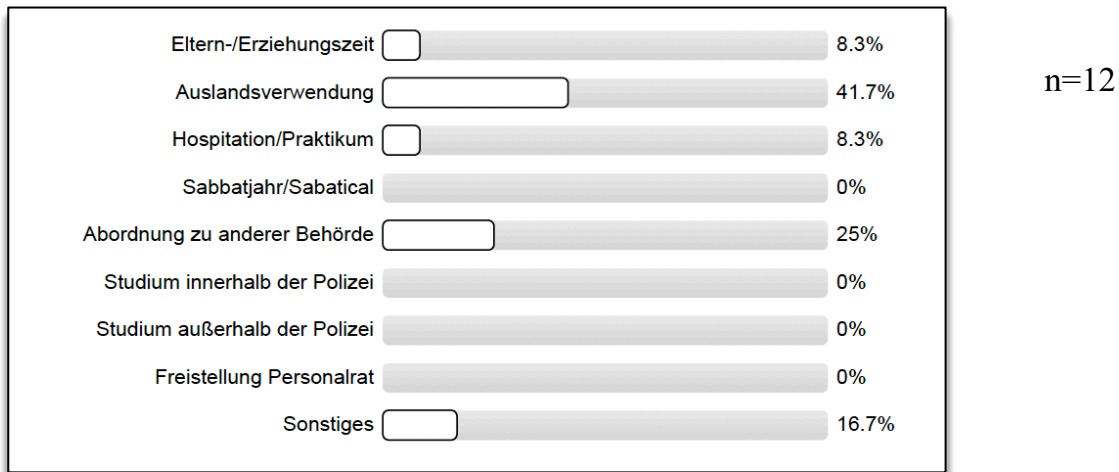 Eltern-/Erziehungszeit 8.3%
n=12
Auslandsverwendung 41.7%
Hospitation/Praktikum 8.3%
Sabbatjahr/Sabatical 0%
Abordnung zu anderer Behörde 25%
Studium innerhalb der Polizei 0%
Studium außerhalb der Polizei 0%
Freistellung Personalrat 0%
Sonstiges 16.7%